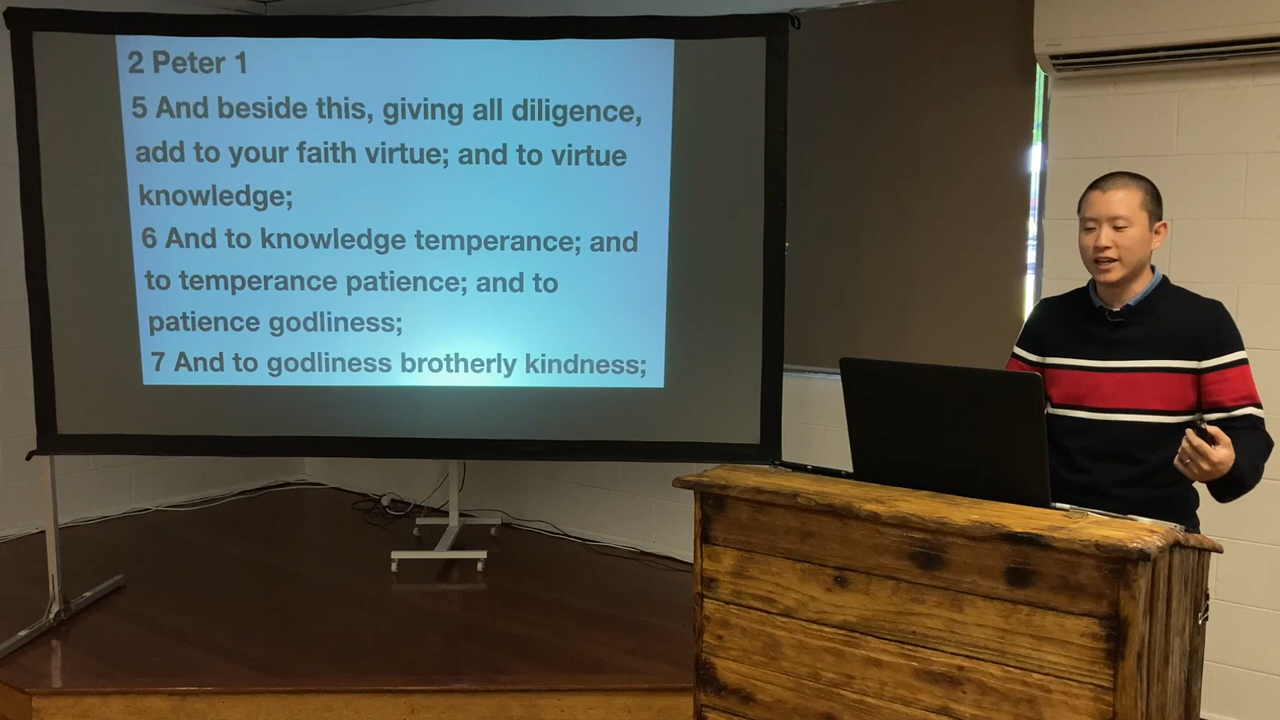 2 Peter 1
5 And beside this, giving all diligence,
add to your faith virtue; and to virtue
knowledge;
6 And to knowledge temperance; and
to temperance patience; and to
patience godliness;
7 And to godliness brotherly kindness;